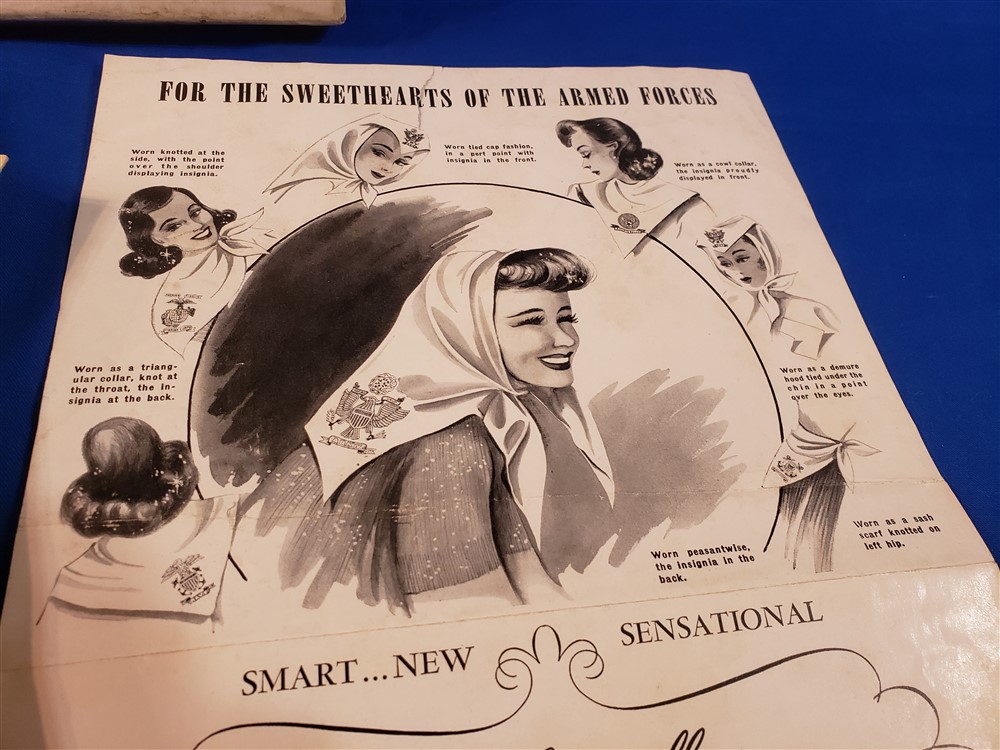 FOR THE SWEETHEARTS OF THE ARMED FORCES
Worn knotted at the
side, with the point
over the shoulder
displaying insignia.
Worn tied cap fashion,
in a pert point with
insignia in the front.
Worn as a cowl collar,
the insignia proudly
displayed in front.
Worn as a triang-
ular collar, knot at
the throat, the in-
signia at the back.
Worn as a demure
hood tied under the
chin in a point
over the eyes.
Worn as a sash
scarf knotted on
left hip.
Worn peasantwise,
the insignia in the
back.
SMART...NEW
SENSATIONAL